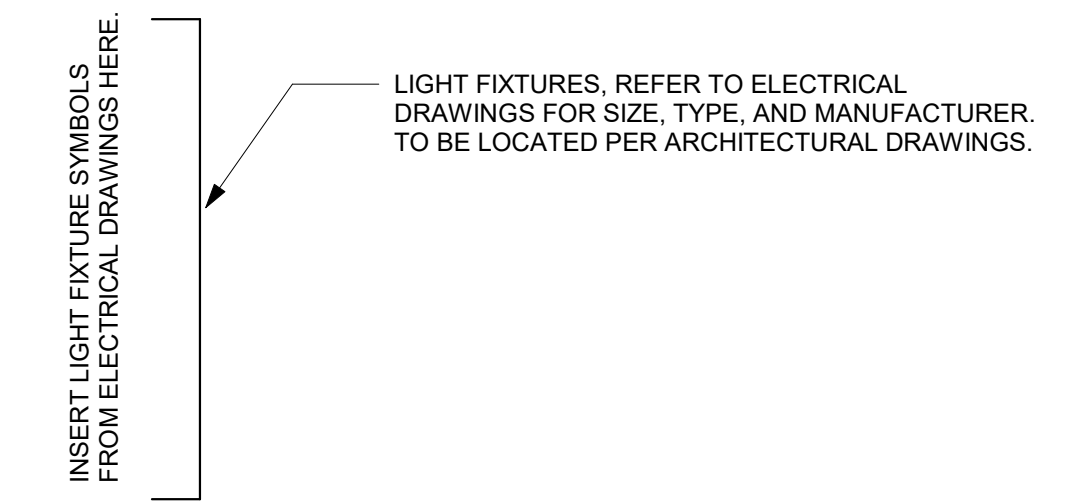 INSERT LIGHT FIXTURE SYMBOLS
FROM ELECTRICAL DRAWINGS HERE.
LIGHT FIXTURES, REFER TO ELECTRICAL
DRAWINGS FOR SIZE, TYPE, AND MANUFACTURER.
TO BE LOCATED PER ARCHITECTURAL DRAWINGS.